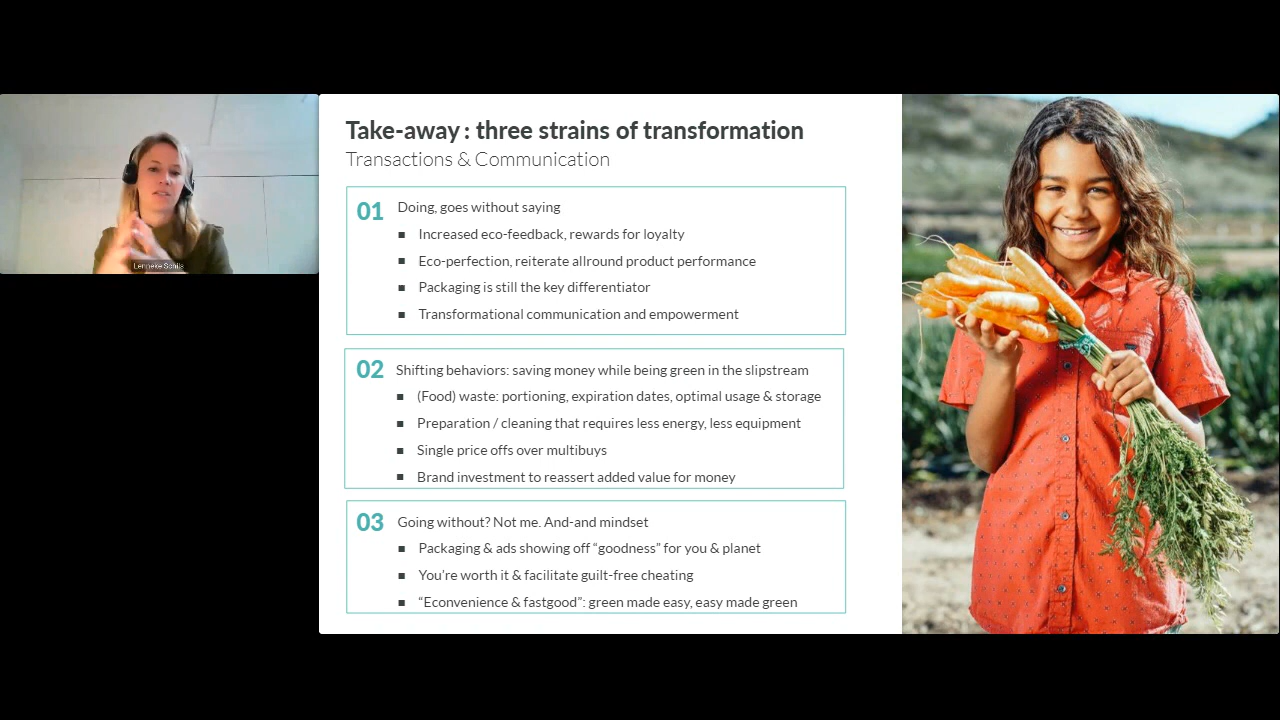 Lenneke Schils
Take-away : three strains of transformation
Transactions & Communication
01 Doing, goes without saying
▪ Increased eco-feedback, rewards for loyalty
▪ Eco-perfection, reiterate allround product performance
▪ Packaging is still the key differentiator
▪ Transformational communication and empowerment
02 Shifting behaviors: saving money while being green in the slipstream
▪ (Food) waste: portioning, expiration dates, optimal usage & storage
▪ Preparation / cleaning that requires less energy, less equipment
▪ Single price offs over multibuys
▪ Brand investment to reassert added value for money
03 Going without? Not me. And-and mindset
▪ Packaging & ads showing off “goodness” for you & planet
▪ You’re worth it & facilitate guilt-free cheating
▪ “Econvenience & fastgood”: green made easy, easy made green